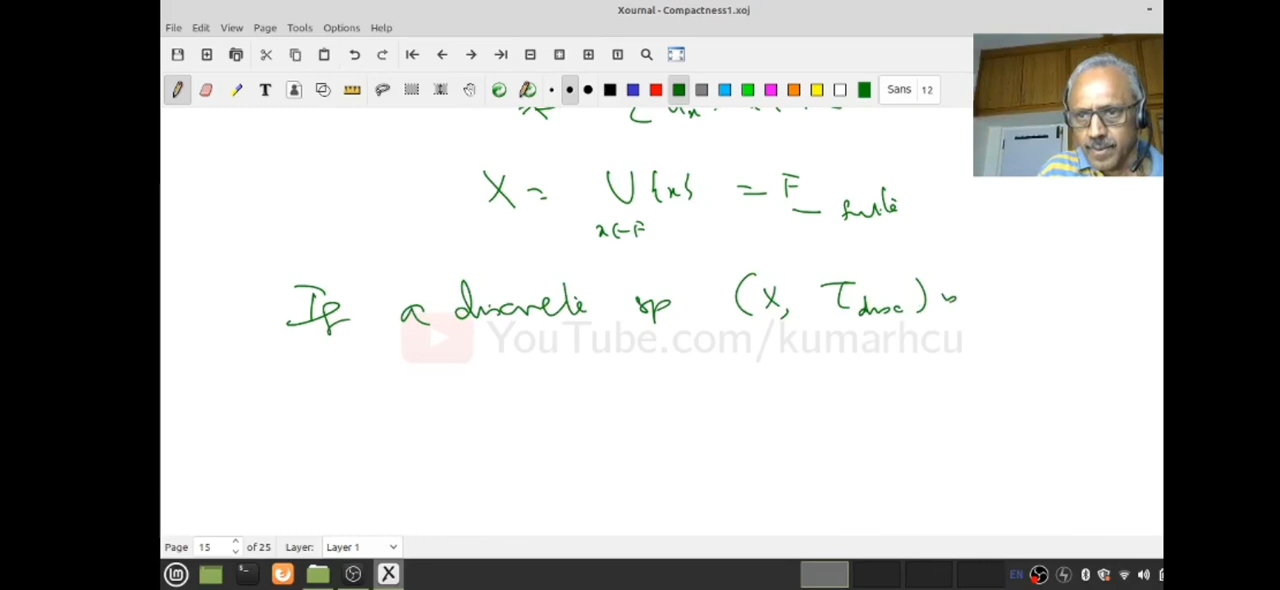 Xournal - Compactness1.xoj
File Edit View Page Tools Options Help
Sans 12
X = ∪ {x} = F finite
x∈F
If a discrete sp (X, τdisc)
YouTube.com/kumarhcu
Page 15 of 25 Layer: Layer 1
EN